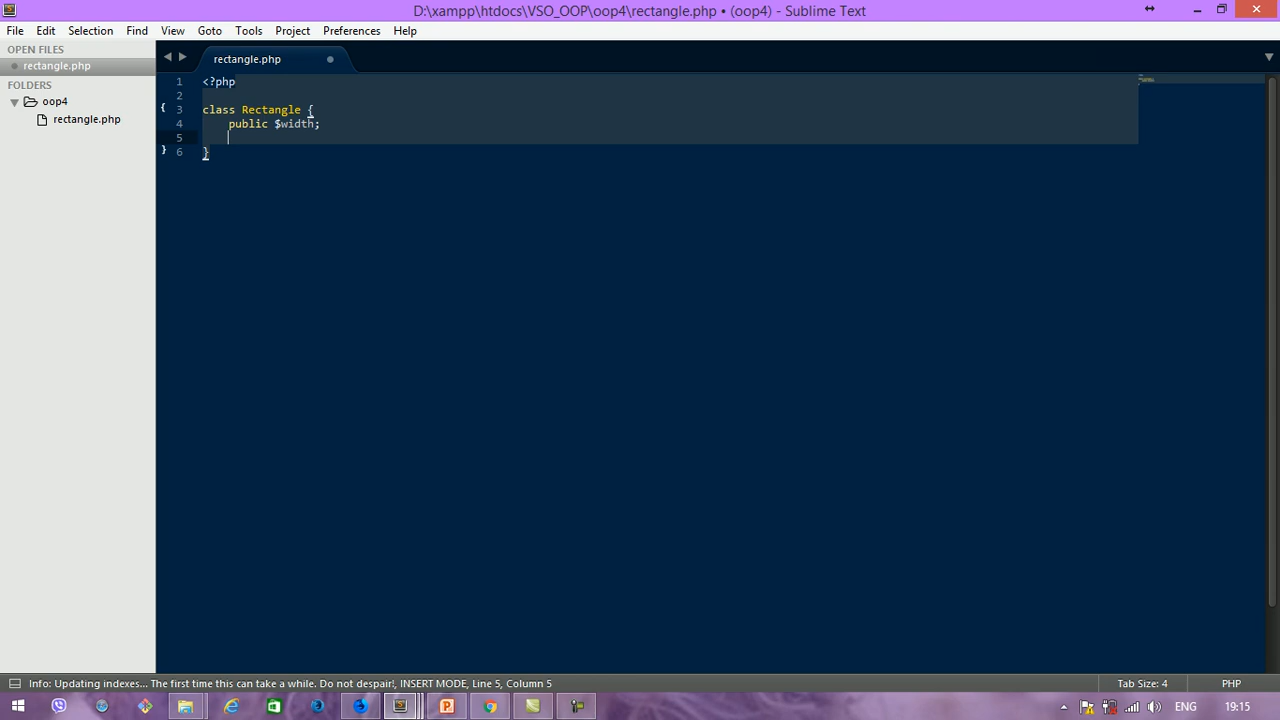 D:\xampp\htdocs\VSO_OOP\oop4\rectangle.php • (oop4) - Sublime Text
File Edit Selection Find View Goto Tools Project Preferences Help
OPEN FILES
rectangle.php
FOLDERS
oop4
rectangle.php
rectangle.php
1 <?php
2
3 class Rectangle {
4 public $width;
5
6 }
Info: Updating indexes... The first time this can take a while. Do not despair!, INSERT MODE, Line 5, Column 5
Tab Size: 4
PHP
ENG
19:15